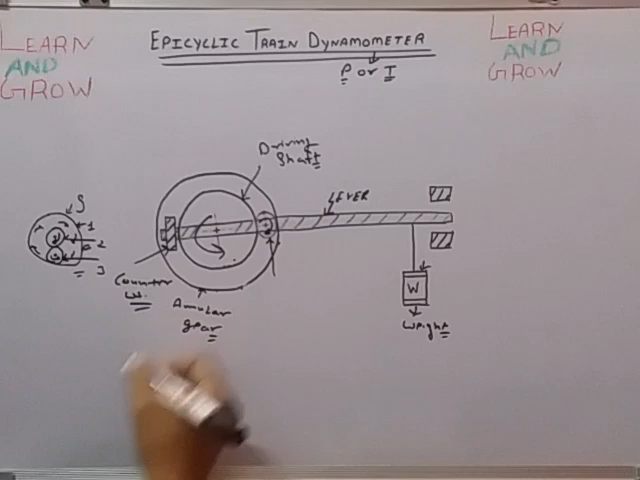 LEARN
AND
GROW
EPICYCLIC TRAIN DYNAMOMETER
P or I
LEARN
AND
GROW
Driving
shaft
LEVER
S
1
2
P
3
Counter
wt.
Annular
gear
W
Weight